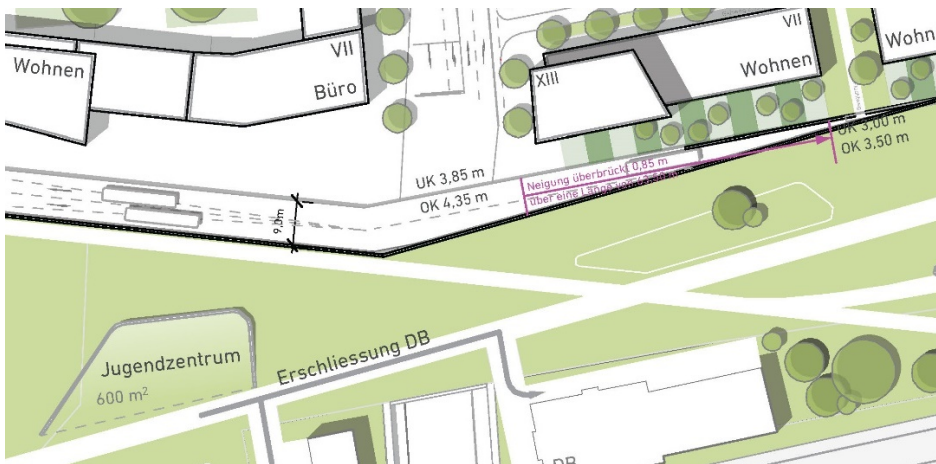 VII
Wohnen
Büro
VII
XIII
Wohnen
Wohn
UK 3,00 m
OK 3,50 m
UK 3,85 m
OK 4,35 m
Neigung überbrückt 0,85 m
über eine Länge von
9,0m
Jugendzentrum
600 m²
Erschliessung DB
DB